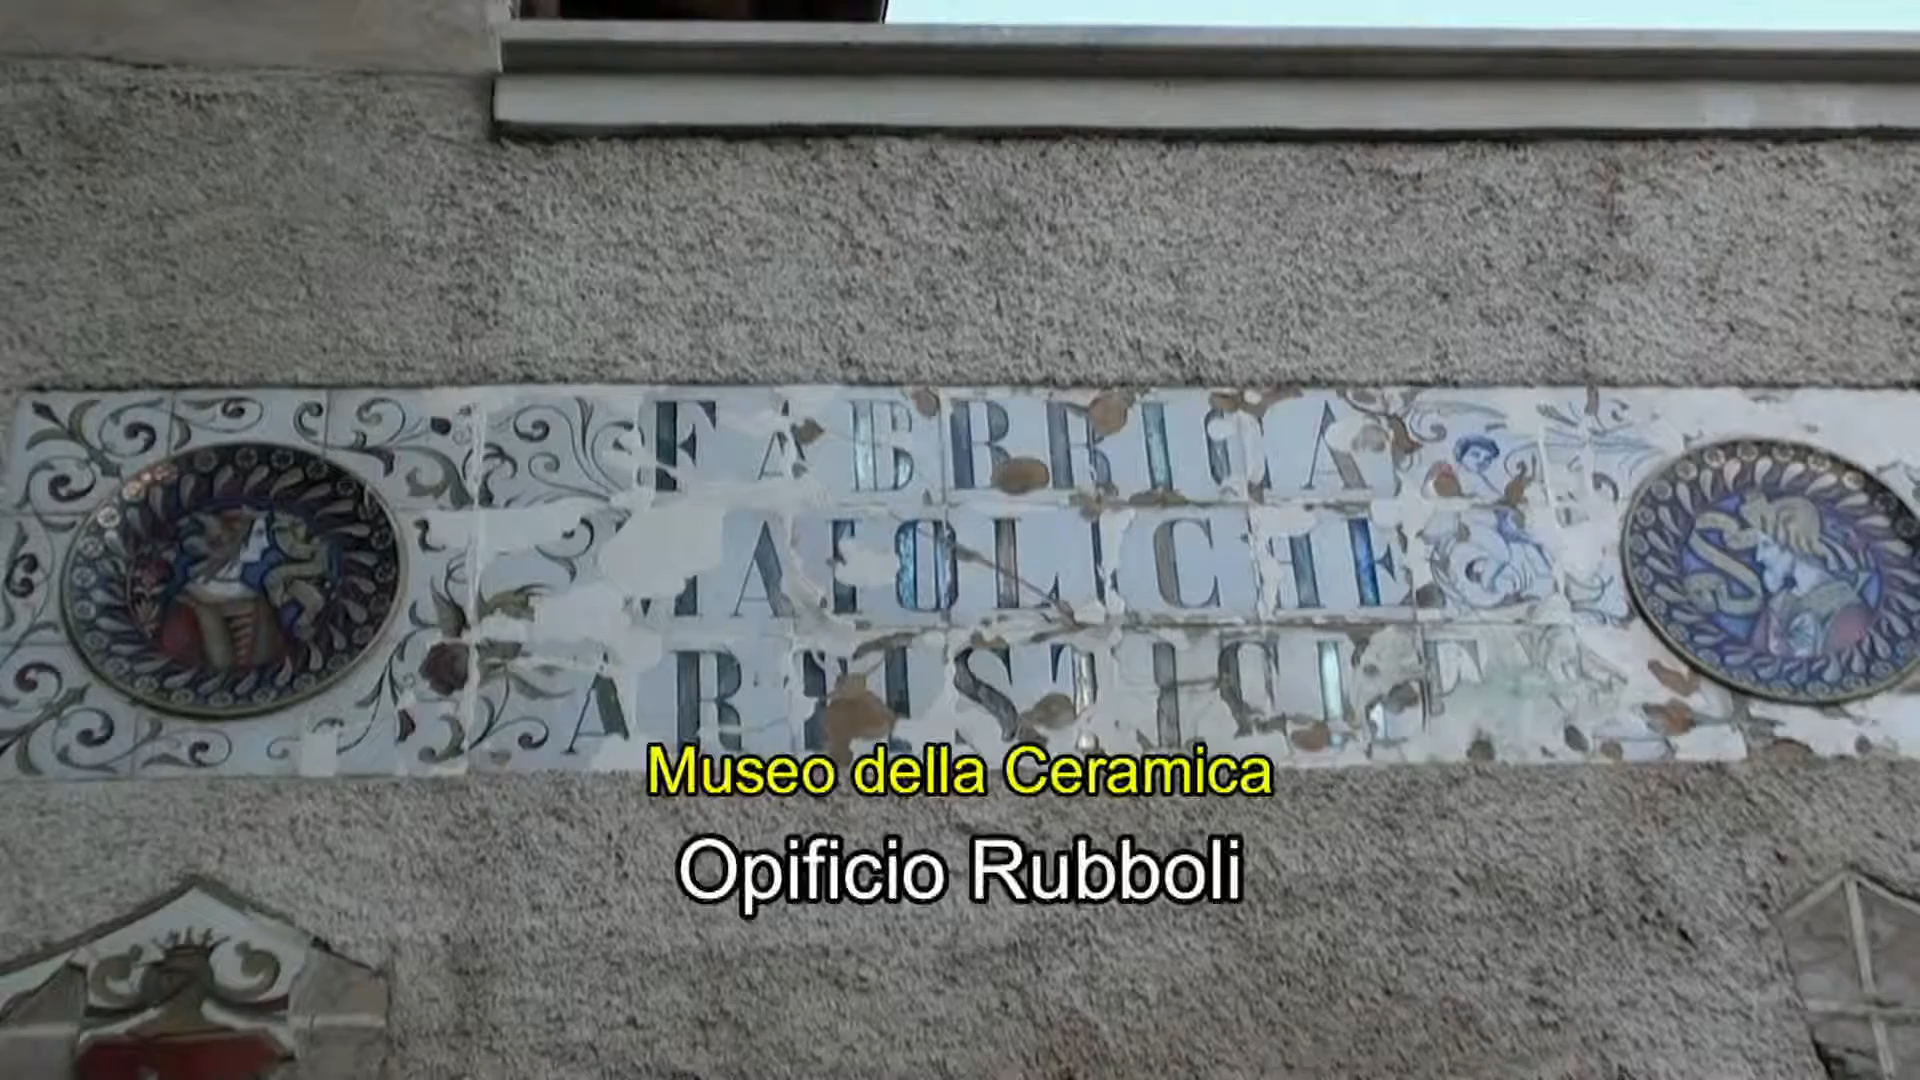 FABBRICA
MAIOLICHE
ARTISTICHE
Museo della Ceramica
Opificio Rubboli